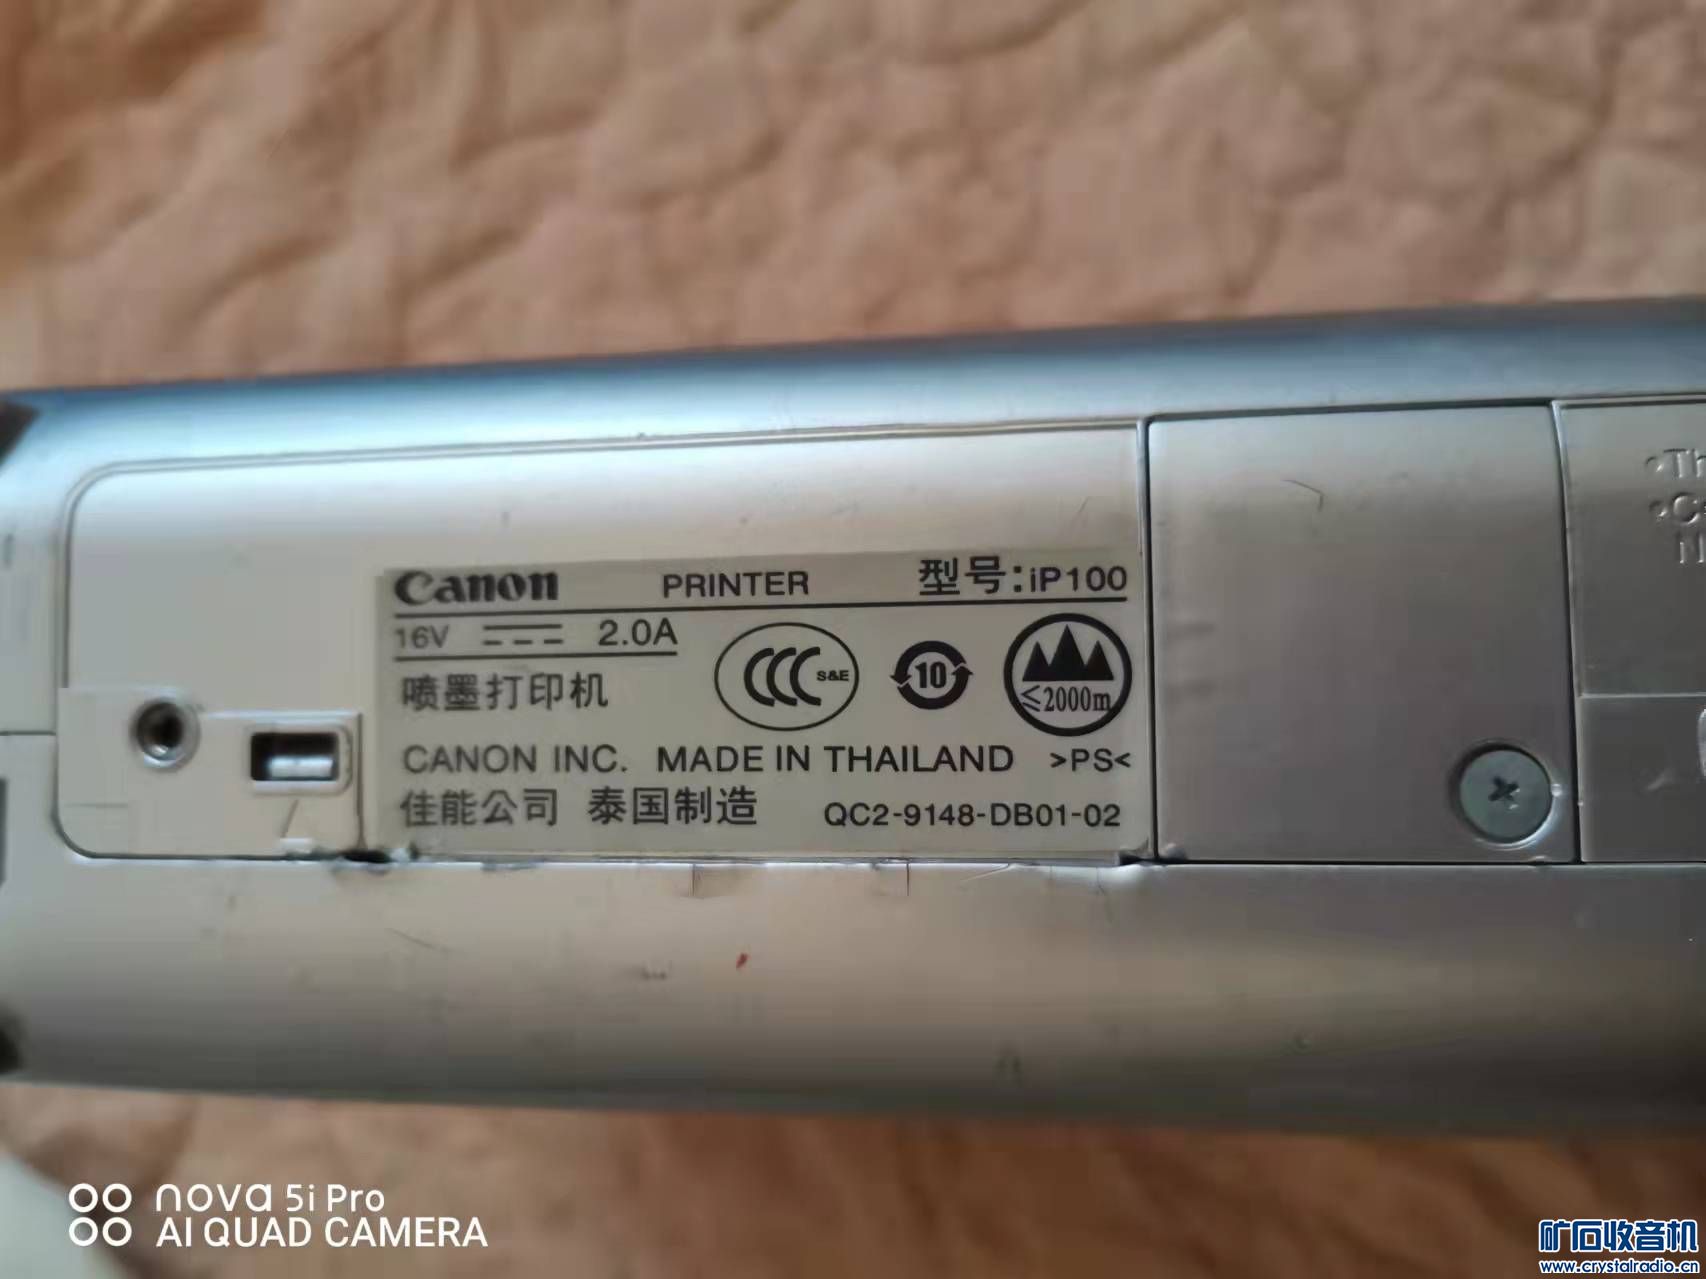 Canon PRINTER 型号:iP100
16V 2.0A
喷墨打印机
CCC S&E
10
≤2000m
CANON INC. MADE IN THAILAND >PS<
佳能公司 泰国制造 QC2-9148-DB01-02
nova 5i Pro
AI QUAD CAMERA
矿石收音机
www.crystalradio.cn